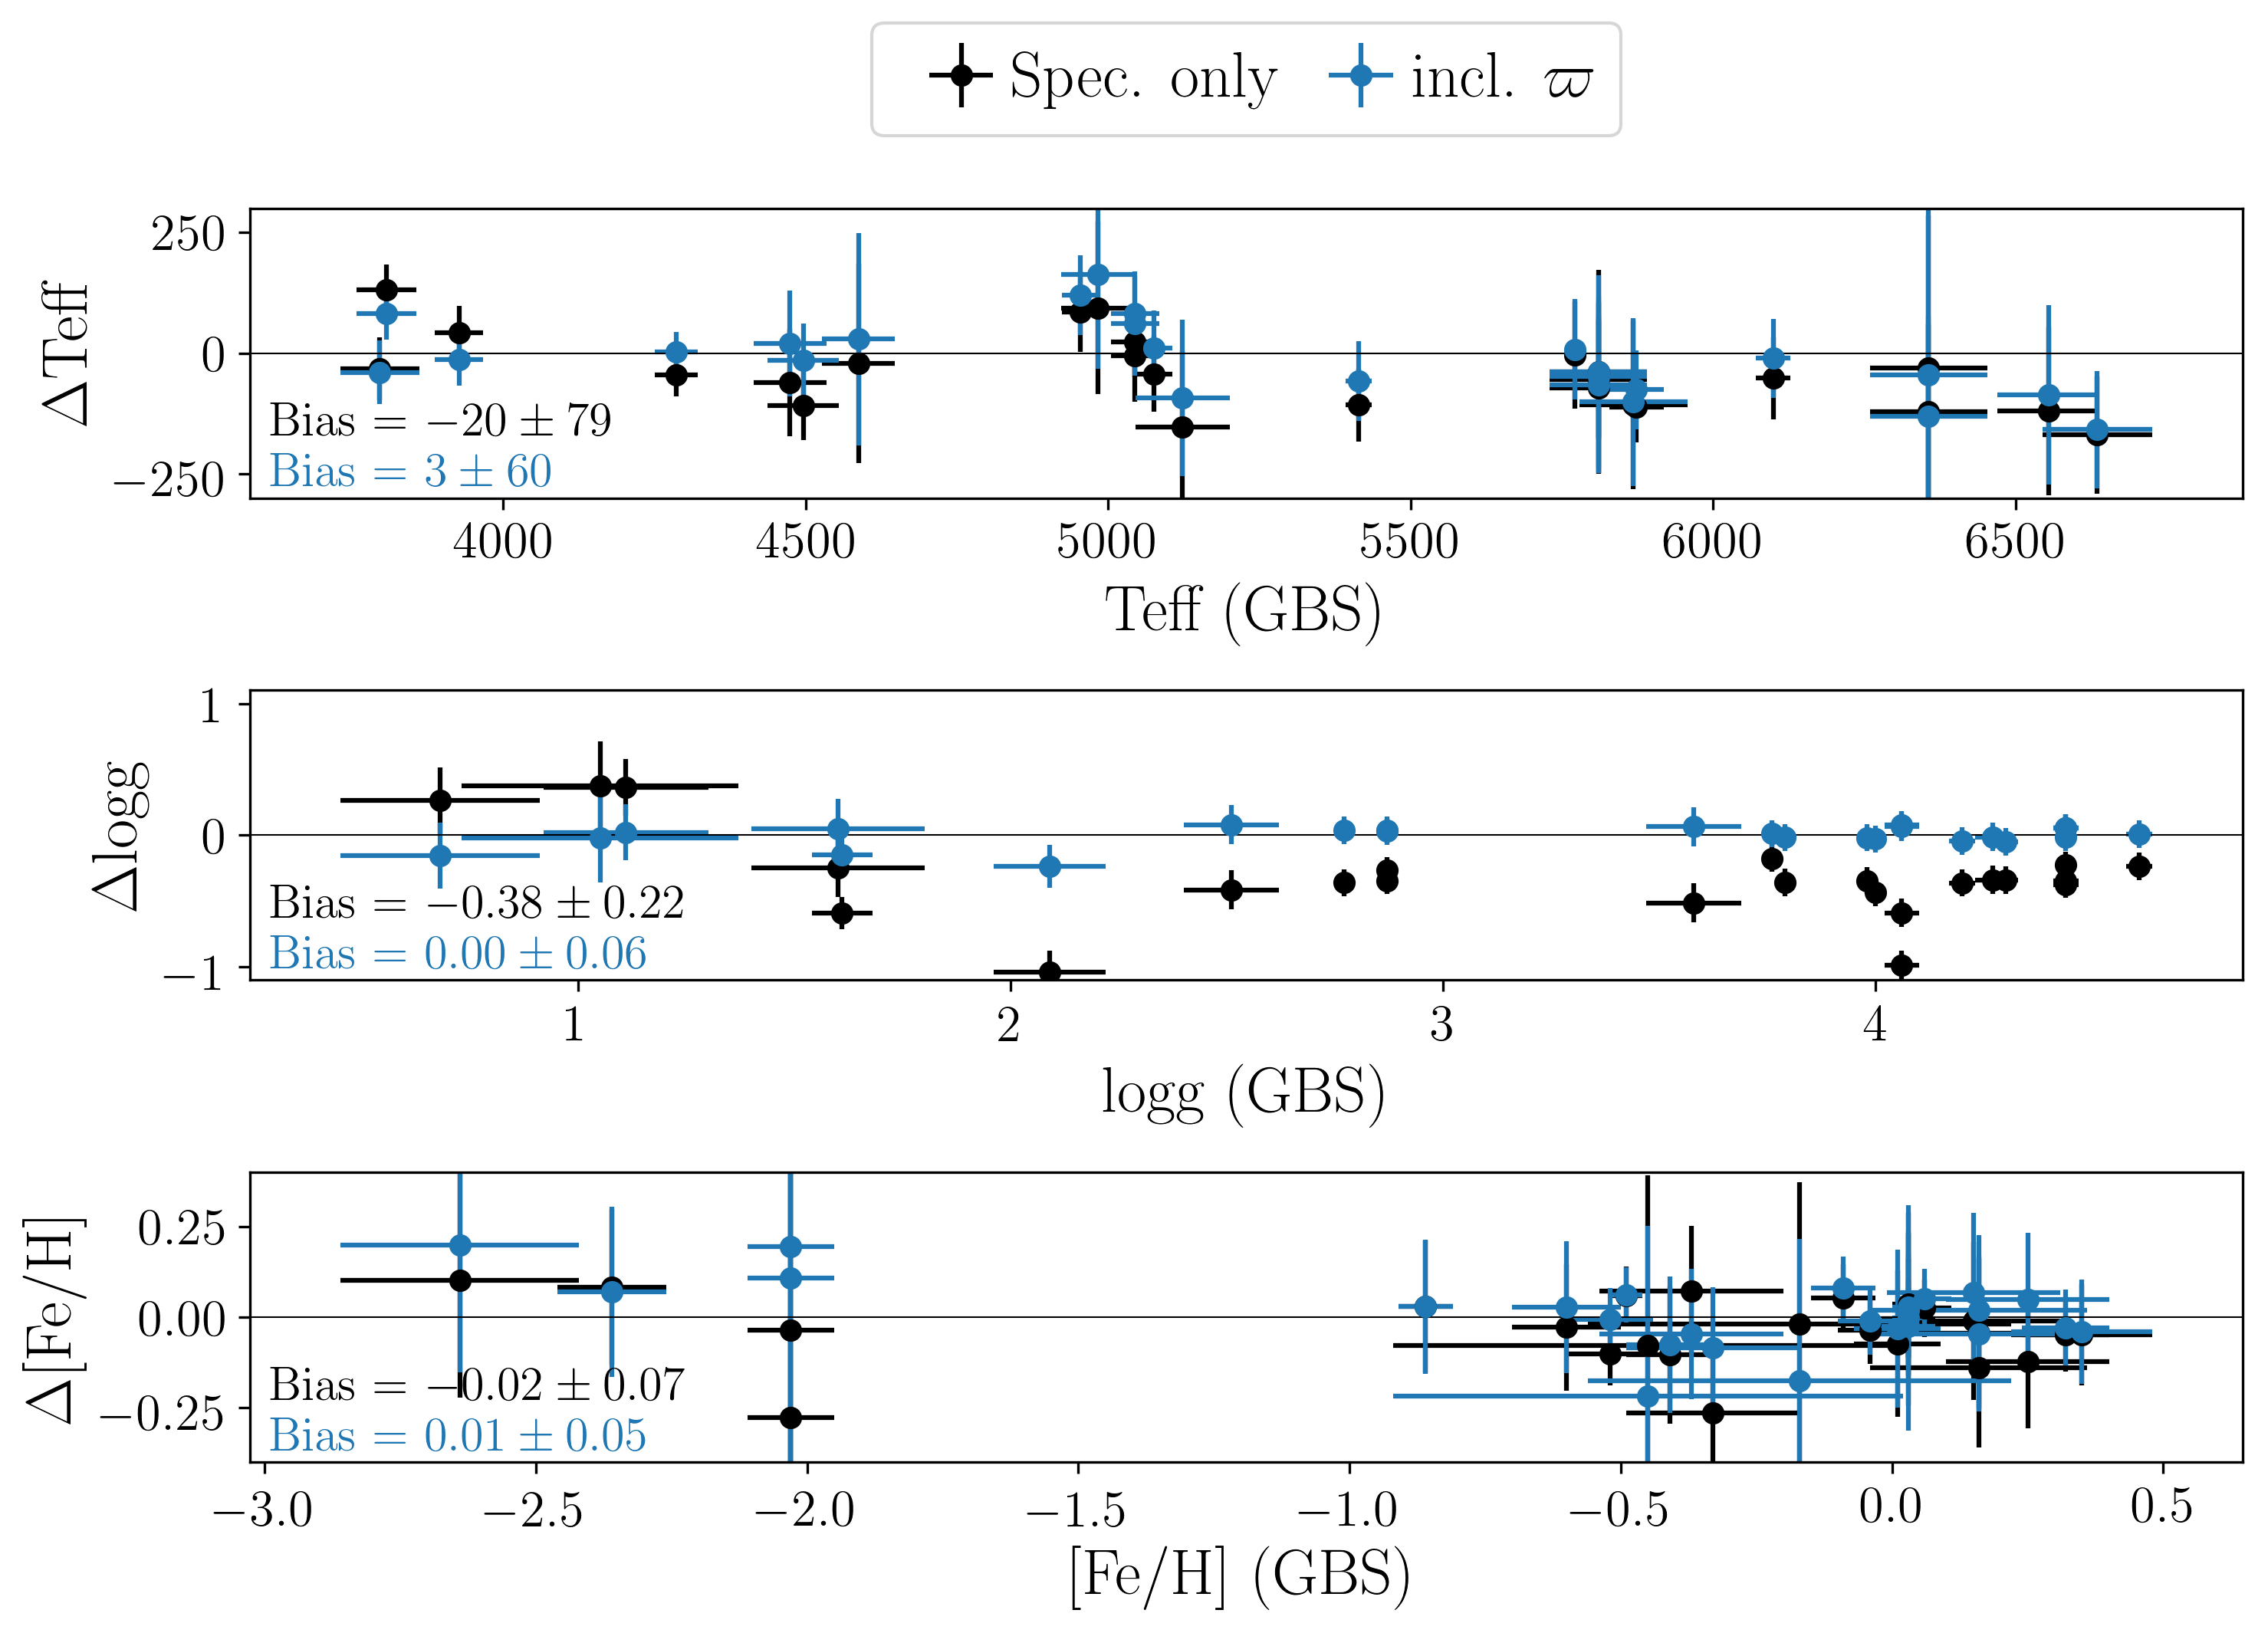 Spec. only incl. ϖ
250
0
−250
ΔTeff
Bias = −20 ± 79
Bias = 3 ± 60
4000 4500 5000 5500 6000 6500
Teff (GBS)
1
0
−1
Δlogg
Bias = −0.38 ± 0.22
Bias = 0.00 ± 0.06
1 2 3 4
logg (GBS)
0.25
0.00
−0.25
Δ[Fe/H]
Bias = −0.02 ± 0.07
Bias = 0.01 ± 0.05
−3.0 −2.5 −2.0 −1.5 −1.0 −0.5 0.0 0.5
[Fe/H] (GBS)